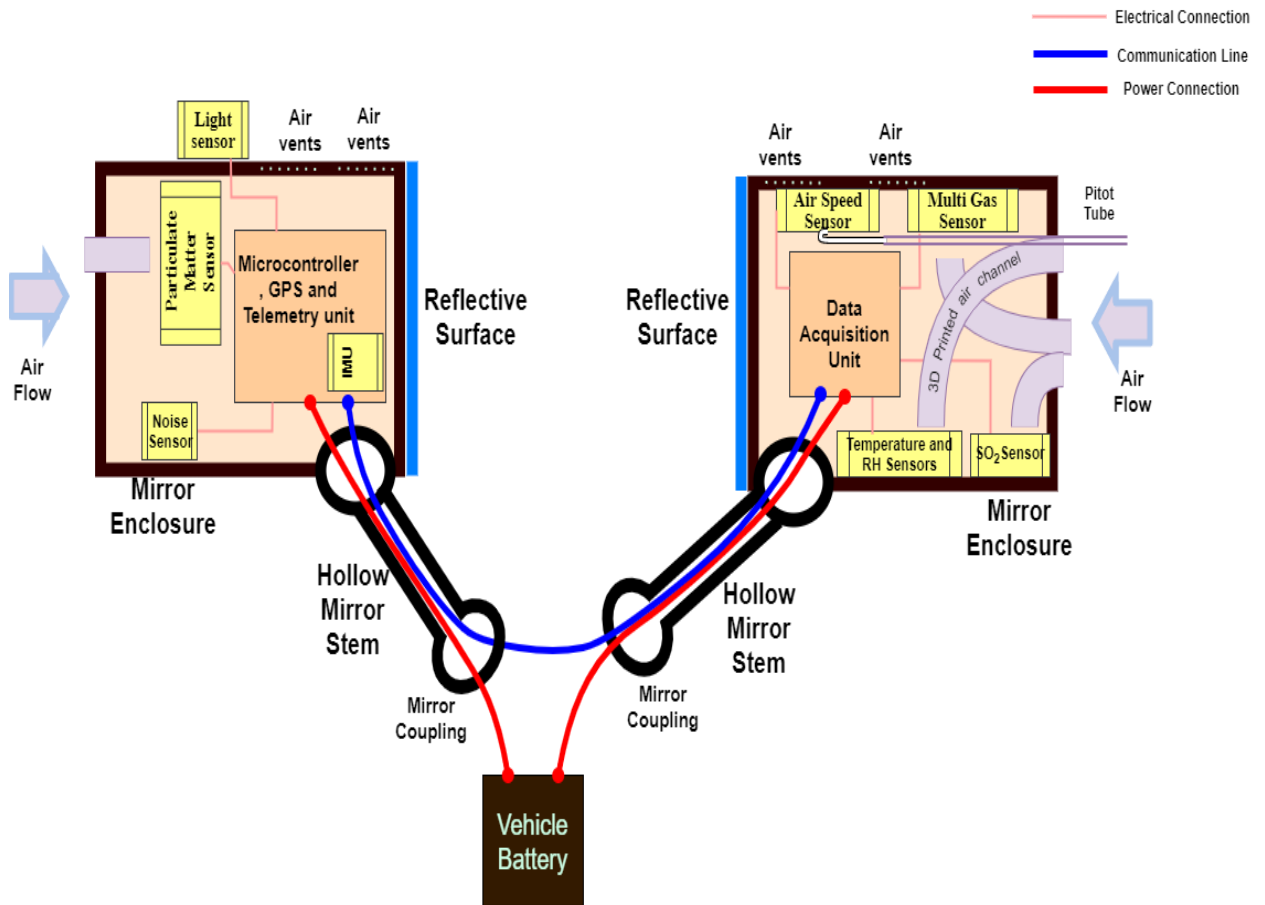 Electrical Connection
Communication Line
Power Connection
Light
sensor
Air
vents
Air
vents
Particulate
Matter
Sensor
Microcontroller
, GPS and
Telemetry unit
IMU
Noise
Sensor
Air
Flow
Reflective
Surface
Mirror
Enclosure
Hollow
Mirror
Stem
Mirror
Coupling
Air
vents
Air
vents
Air Speed
Sensor
Multi Gas
Sensor
Pitot
Tube
Reflective
Surface
Data
Acquisition
Unit
3D Printed air channel
Air
Flow
Temperature and
RH Sensors
SO2 Sensor
Mirror
Enclosure
Hollow
Mirror
Stem
Mirror
Coupling
Vehicle
Battery